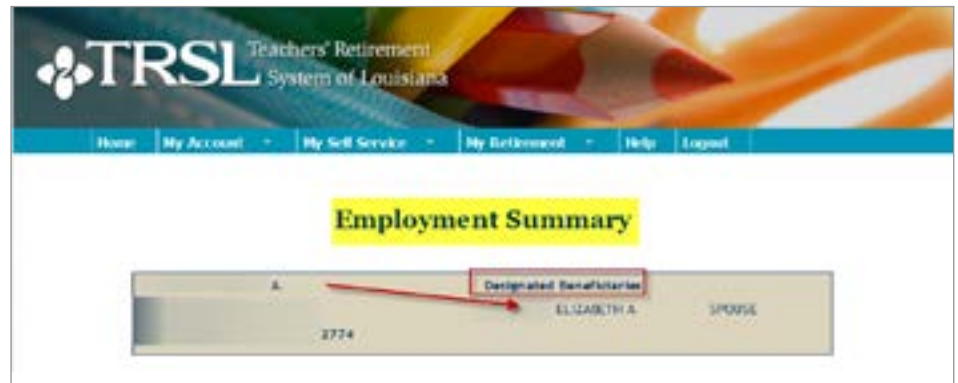 TRSL Teachers' Retirement
System of Louisiana
Home My Account My Self Service My Retirement Help Logout
Employment Summary
A Designated Beneficiaries
ELIZABETH A SPOUSE
2774